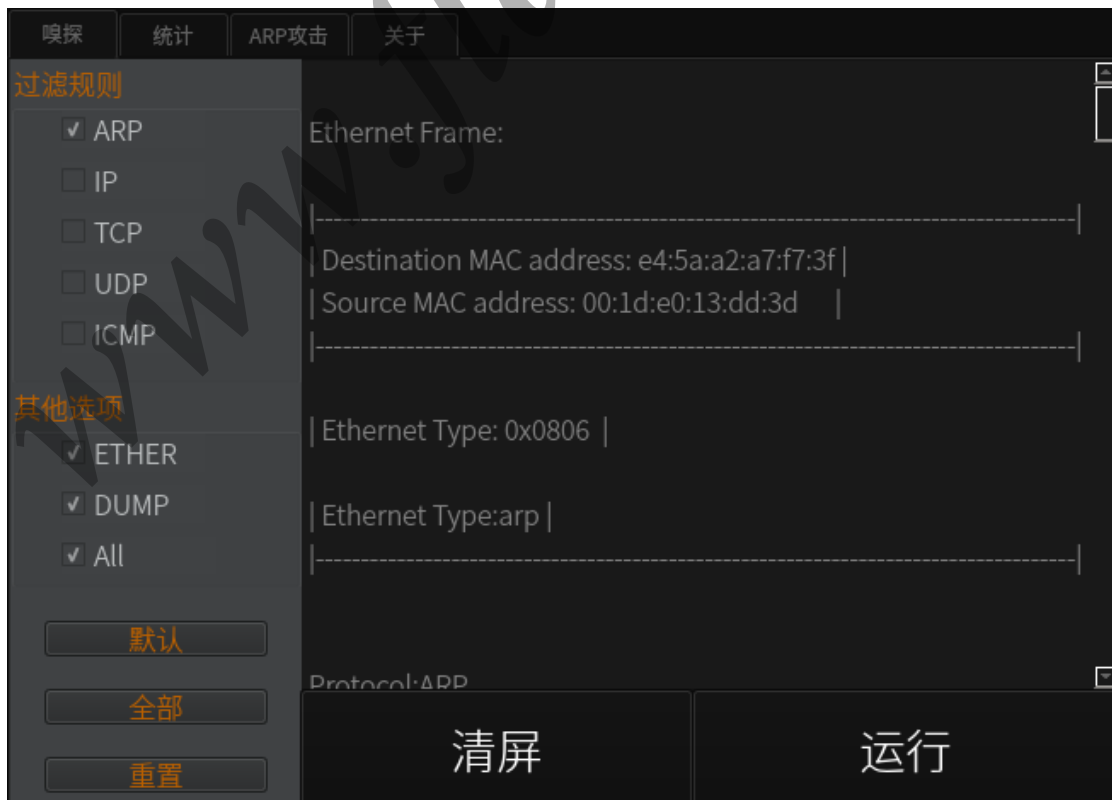 嗅探 统计 ARP攻击 关于
过滤规则
ARP
IP
TCP
UDP
ICMP
其他选项
ETHER
DUMP
All
默认
全部
重置
Ethernet Frame:
|----------------------------------------------------------------------------|
| Destination MAC address: e4:5a:a2:a7:f7:3f |
| Source MAC address: 00:1d:e0:13:dd:3d |
|----------------------------------------------------------------------------|
| Ethernet Type: 0x0806 |
| Ethernet Type:arp |
|----------------------------------------------------------------------------|
Protocol:ARP
清屏 运行